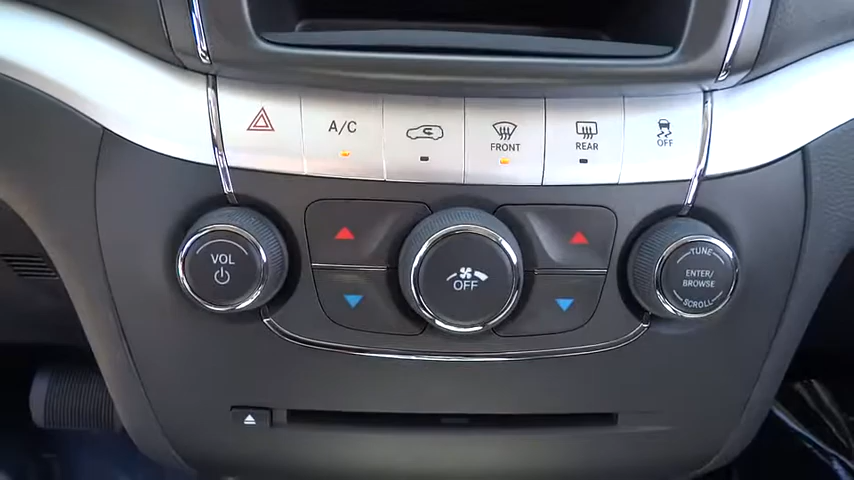 A/C
FRONT
REAR
OFF
VOL
OFF
TUNE
ENTER/
BROWSE
SCROLL